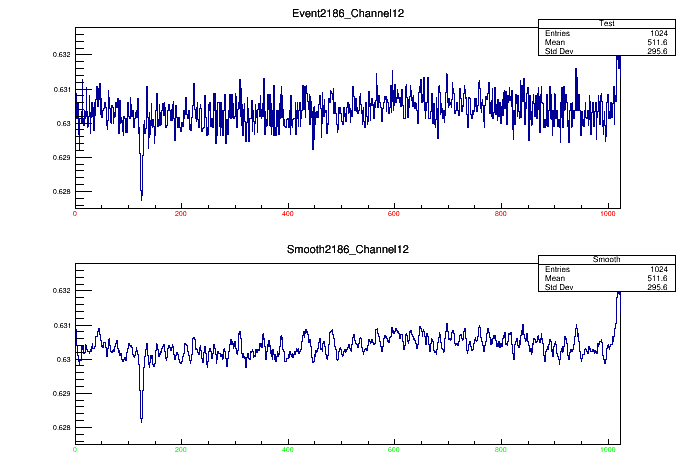 Event2186_Channel12
Test
Entries 1024
Mean 511.6
Std Dev 295.6
0.632
0.631
0.63
0.629
0.628
0 200 400 600 800 1000
Smooth2186_Channel12
Smooth
Entries 1024
Mean 511.6
Std Dev 295.6
0.632
0.631
0.63
0.629
0.628
0 200 400 600 800 1000